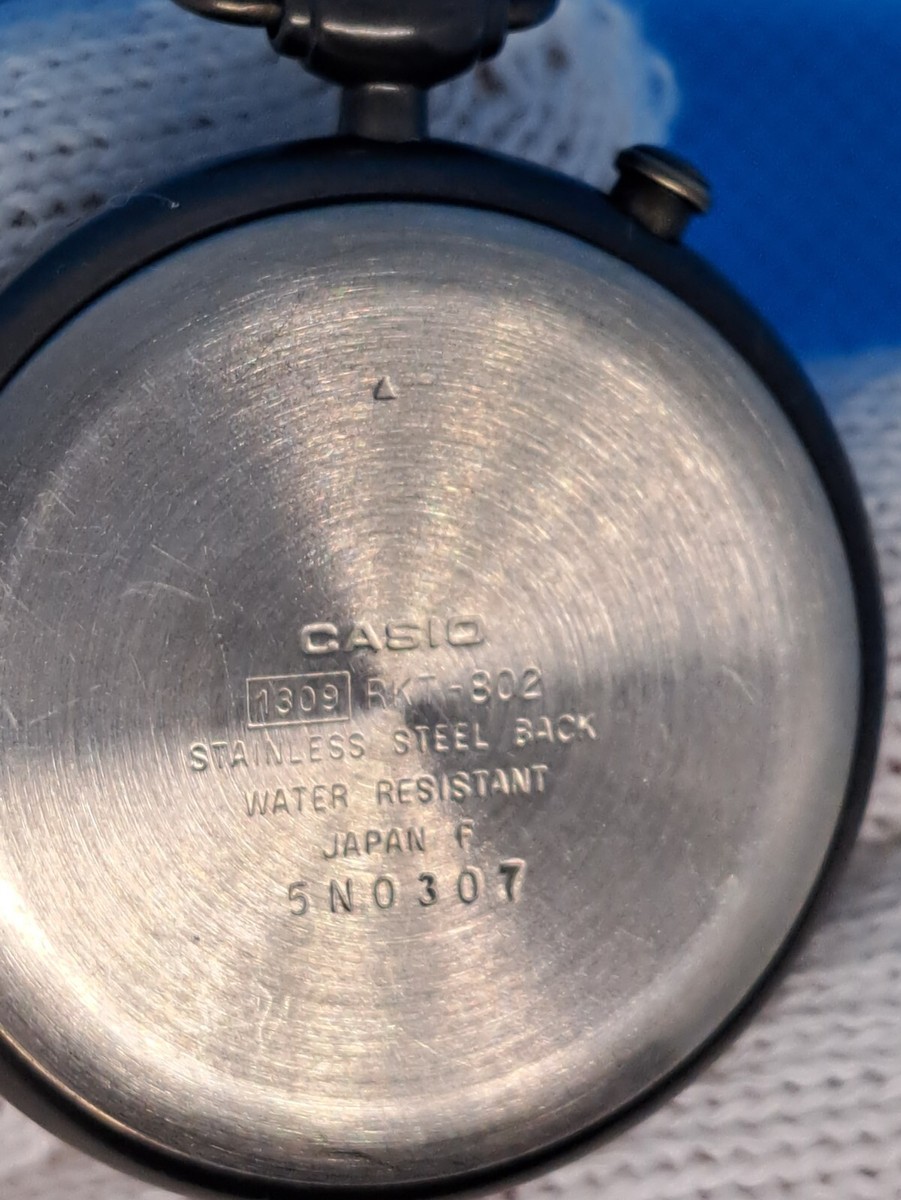 CASIO
1309 RKT-802
STAINLESS STEEL BACK
WATER RESISTANT
JAPAN F
5N0307